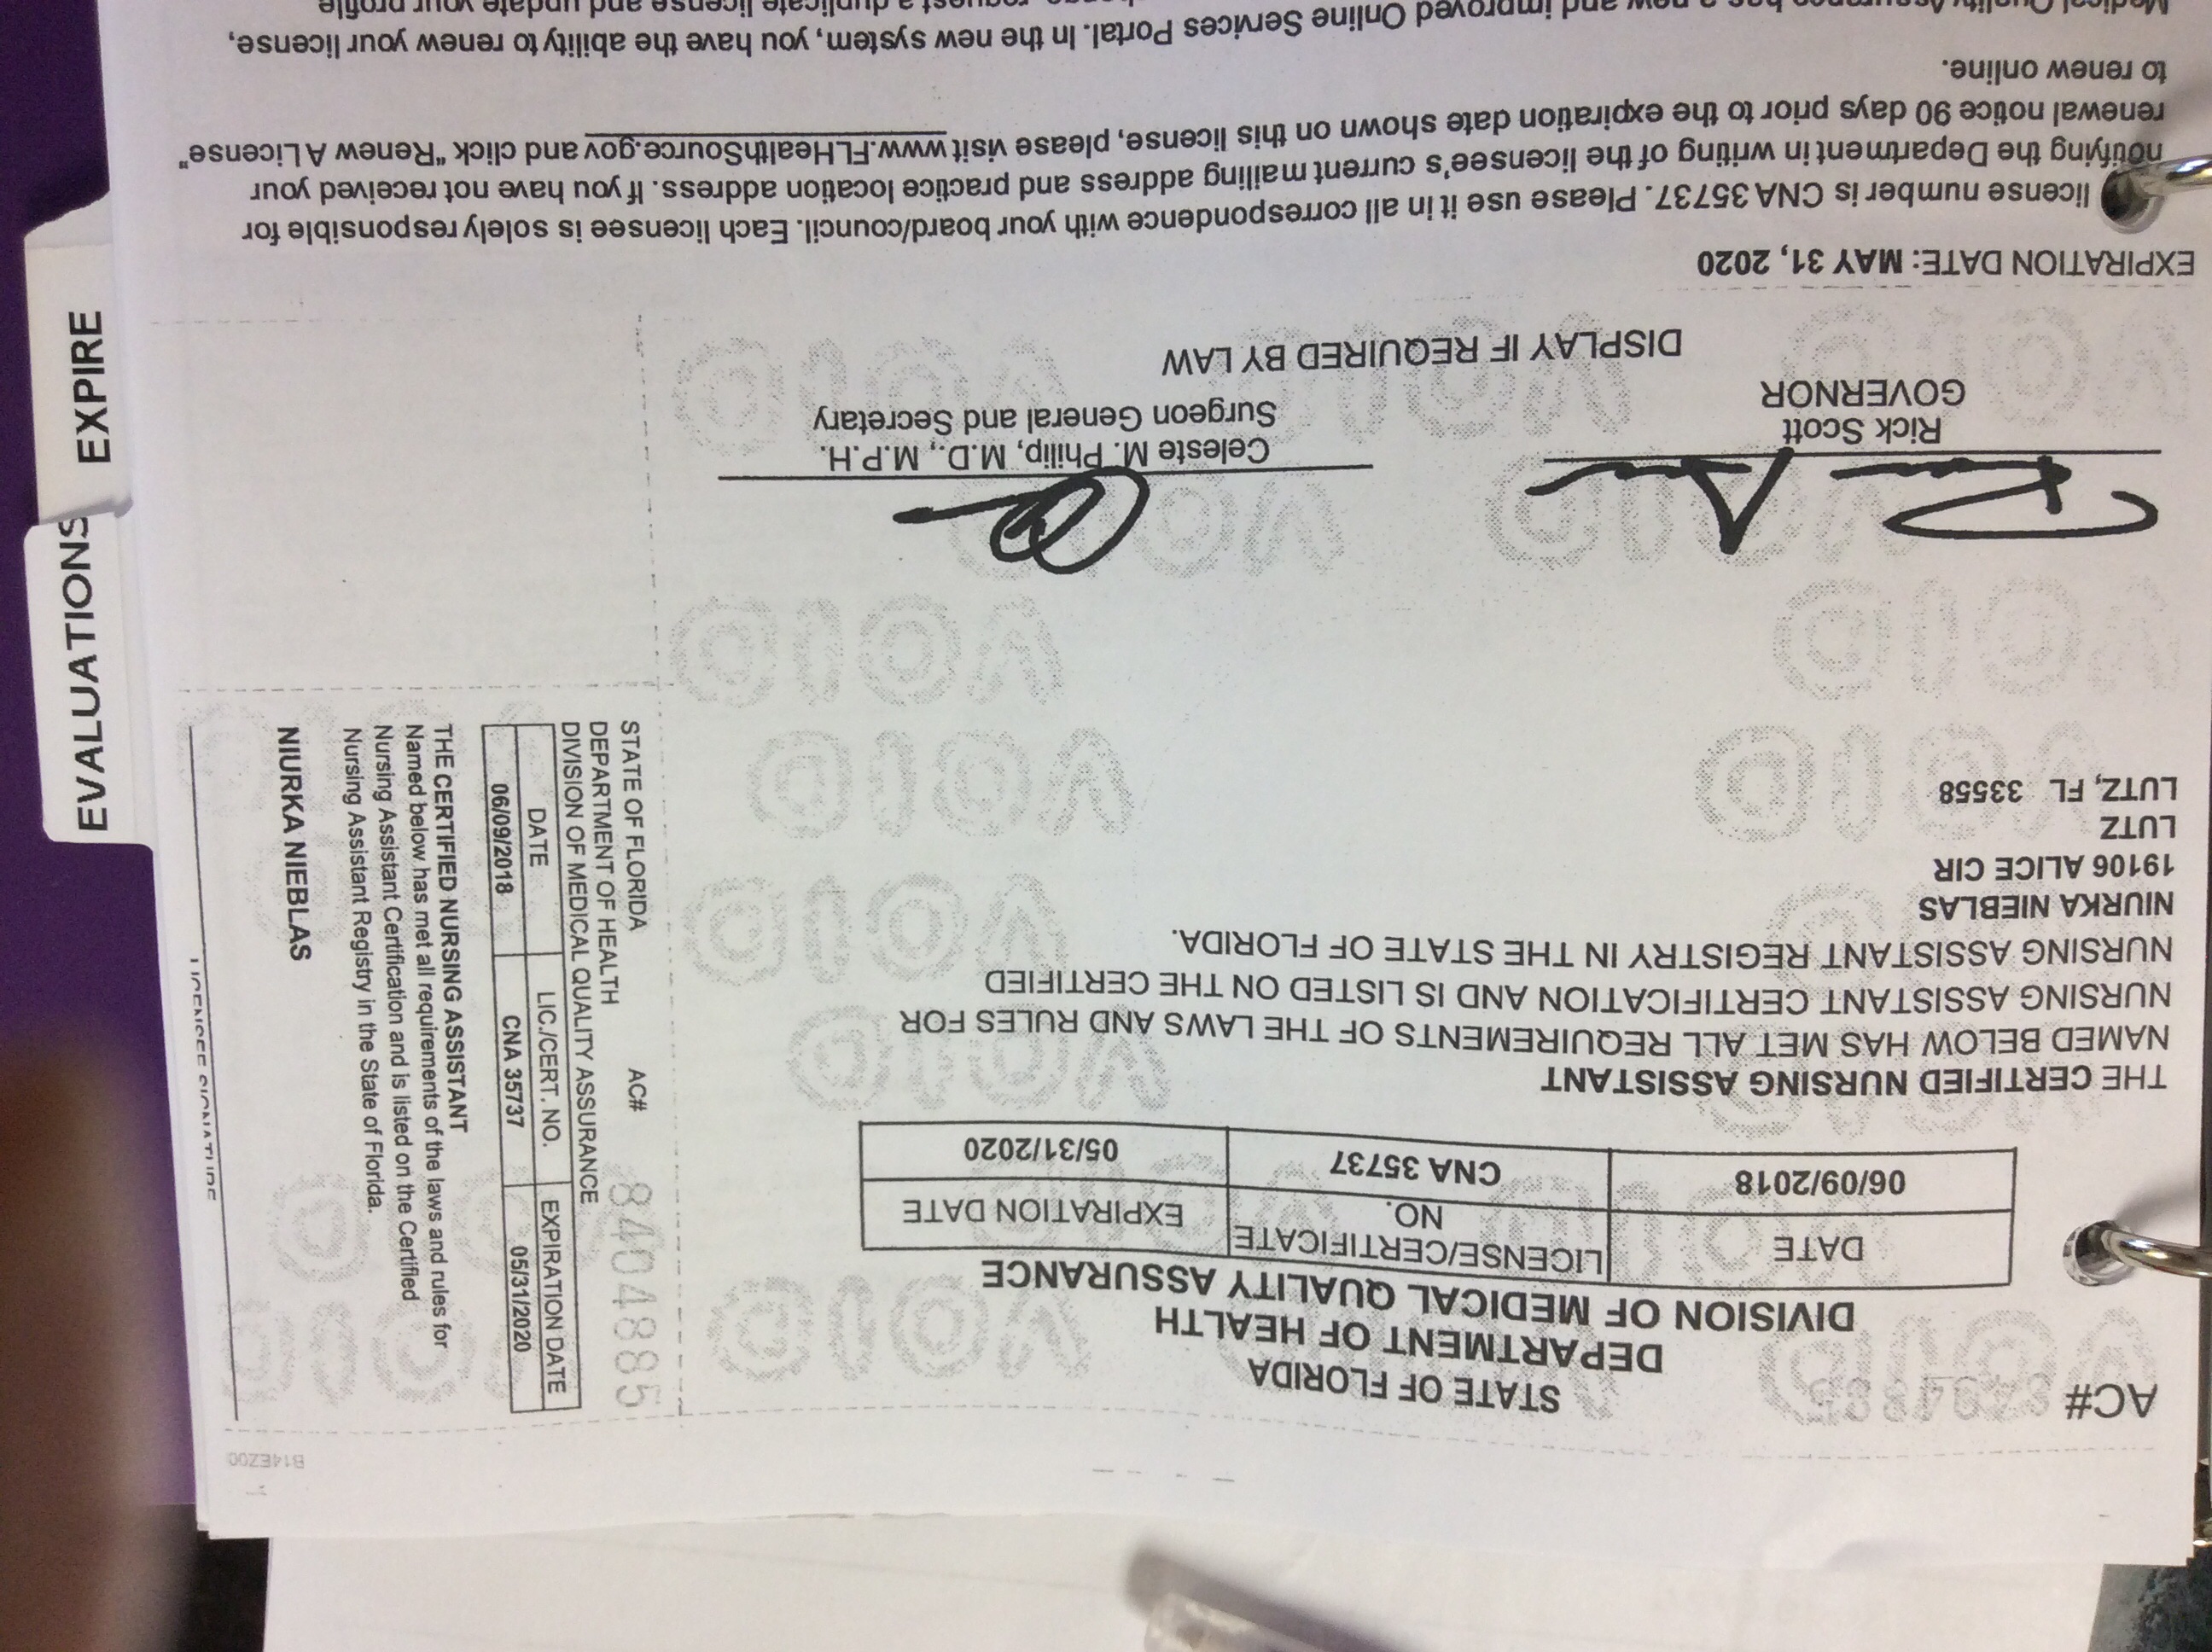 B14EZ00
AC#
STATE OF FLORIDA
DEPARTMENT OF HEALTH
DIVISION OF MEDICAL QUALITY ASSURANCE
DATE LICENSE/CERTIFICATE NO. EXPIRATION DATE
06/09/2018 CNA 35737 05/31/2020
THE CERTIFIED NURSING ASSISTANT
NAMED BELOW HAS MET ALL REQUIREMENTS OF THE LAWS AND RULES FOR
NURSING ASSISTANT CERTIFICATION AND IS LISTED ON THE CERTIFIED
NURSING ASSISTANT REGISTRY IN THE STATE OF FLORIDA.
NIURKA NIEBLAS
19106 ALICE CIR
LUTZ
LUTZ, FL 33558
VOID
Rick Scott
GOVERNOR
Celeste M. Philip, M.D., M.P.H.
Surgeon General and Secretary
DISPLAY IF REQUIRED BY LAW
STATE OF FLORIDA AC# 8404885
DEPARTMENT OF HEALTH
DIVISION OF MEDICAL QUALITY ASSURANCE
DATE LIC./CERT. NO. EXPIRATION DATE
06/09/2018 CNA 35737 05/31/2020
THE CERTIFIED NURSING ASSISTANT
Named below has met all requirements of the laws and rules for
Nursing Assistant Certification and is listed on the Certified
Nursing Assistant Registry in the State of Florida.
NIURKA NIEBLAS
LICENSEE SIGNATURE
EVALUATIONS
EXPIRE
EXPIRATION DATE: MAY 31, 2020
license number is CNA 35737. Please use it in all correspondence with your board/council. Each licensee is solely responsible for
notifying the Department in writing of the licensee's current mailing address and practice location address. If you have not received your
renewal notice 90 days prior to the expiration date shown on this license, please visit www.FLHealthSource.gov and click “Renew A License”
to renew online.
Medical Quality Assurance has a new and improved Online Services Portal. In the new system, you have the ability to renew your license,
request a duplicate license and update your profile